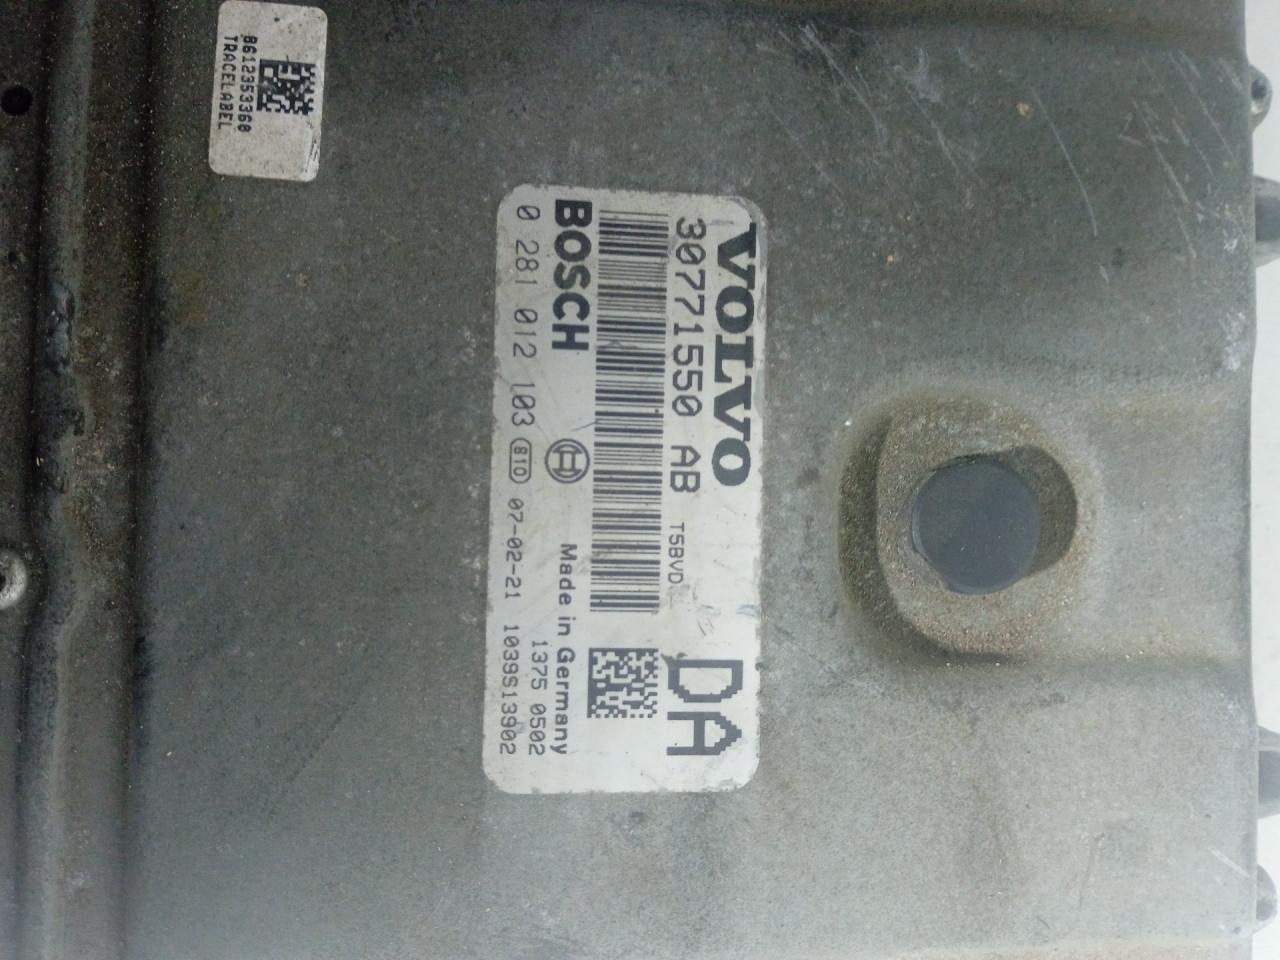 8612353360
TRACELABEL
VOLVO
30771550 AB
T5BVD
DA
BOSCH
0 281 012 103
810
07-02-21
Made in Germany
1375 0502
1039S13902